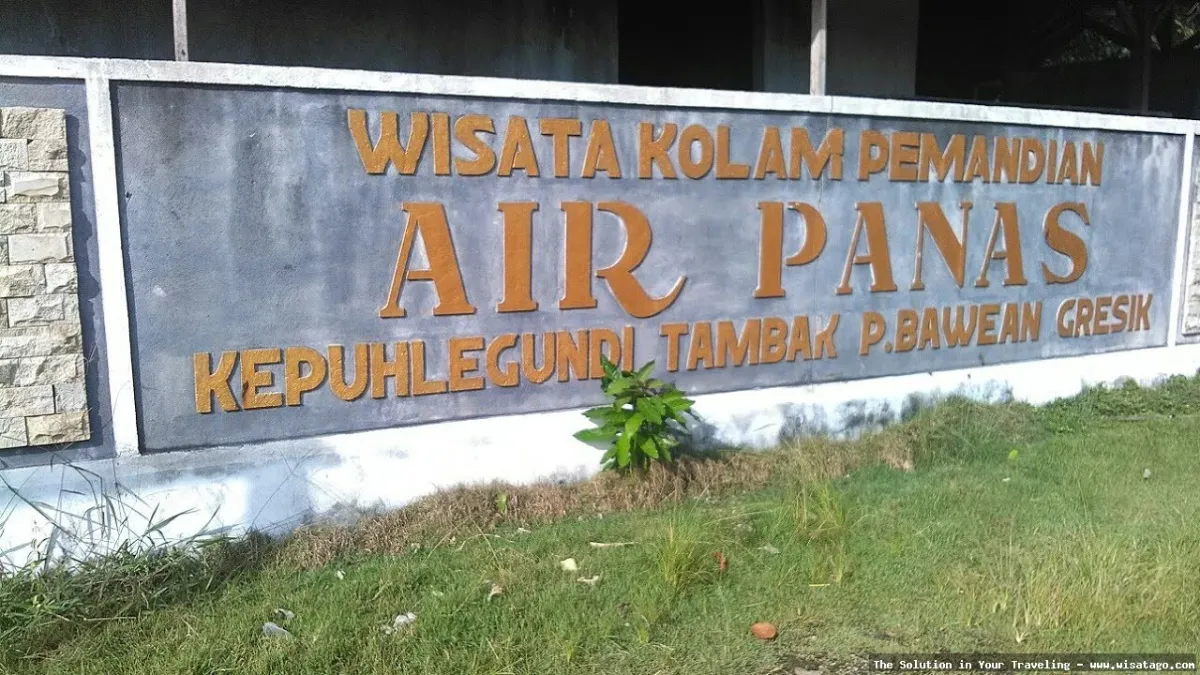 WISATA KOLAM PEMANDIAN
AIR PANAS
KEPUHLEGUNDI TAMBAK P.BAWEAN GRESIK
The Solution in Your Traveling - www.wisatago.com